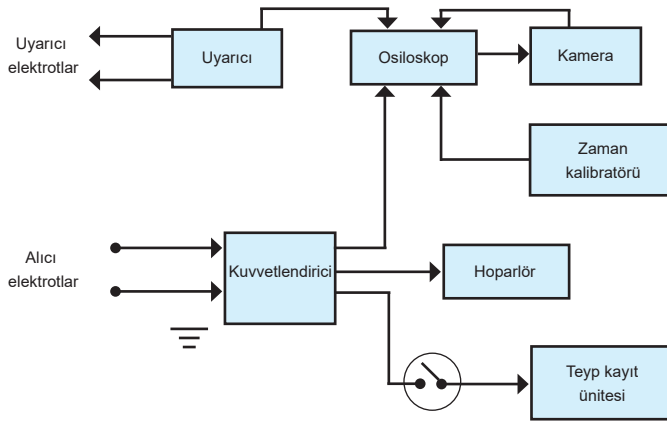 Uyarıcı
elektrotlar
Uyarıcı
Osiloskop
Kamera
Zaman
kalibratörü
Alıcı
elektrotlar
Kuvvetlendirici
Hoparlör
Teyp kayıt
ünitesi